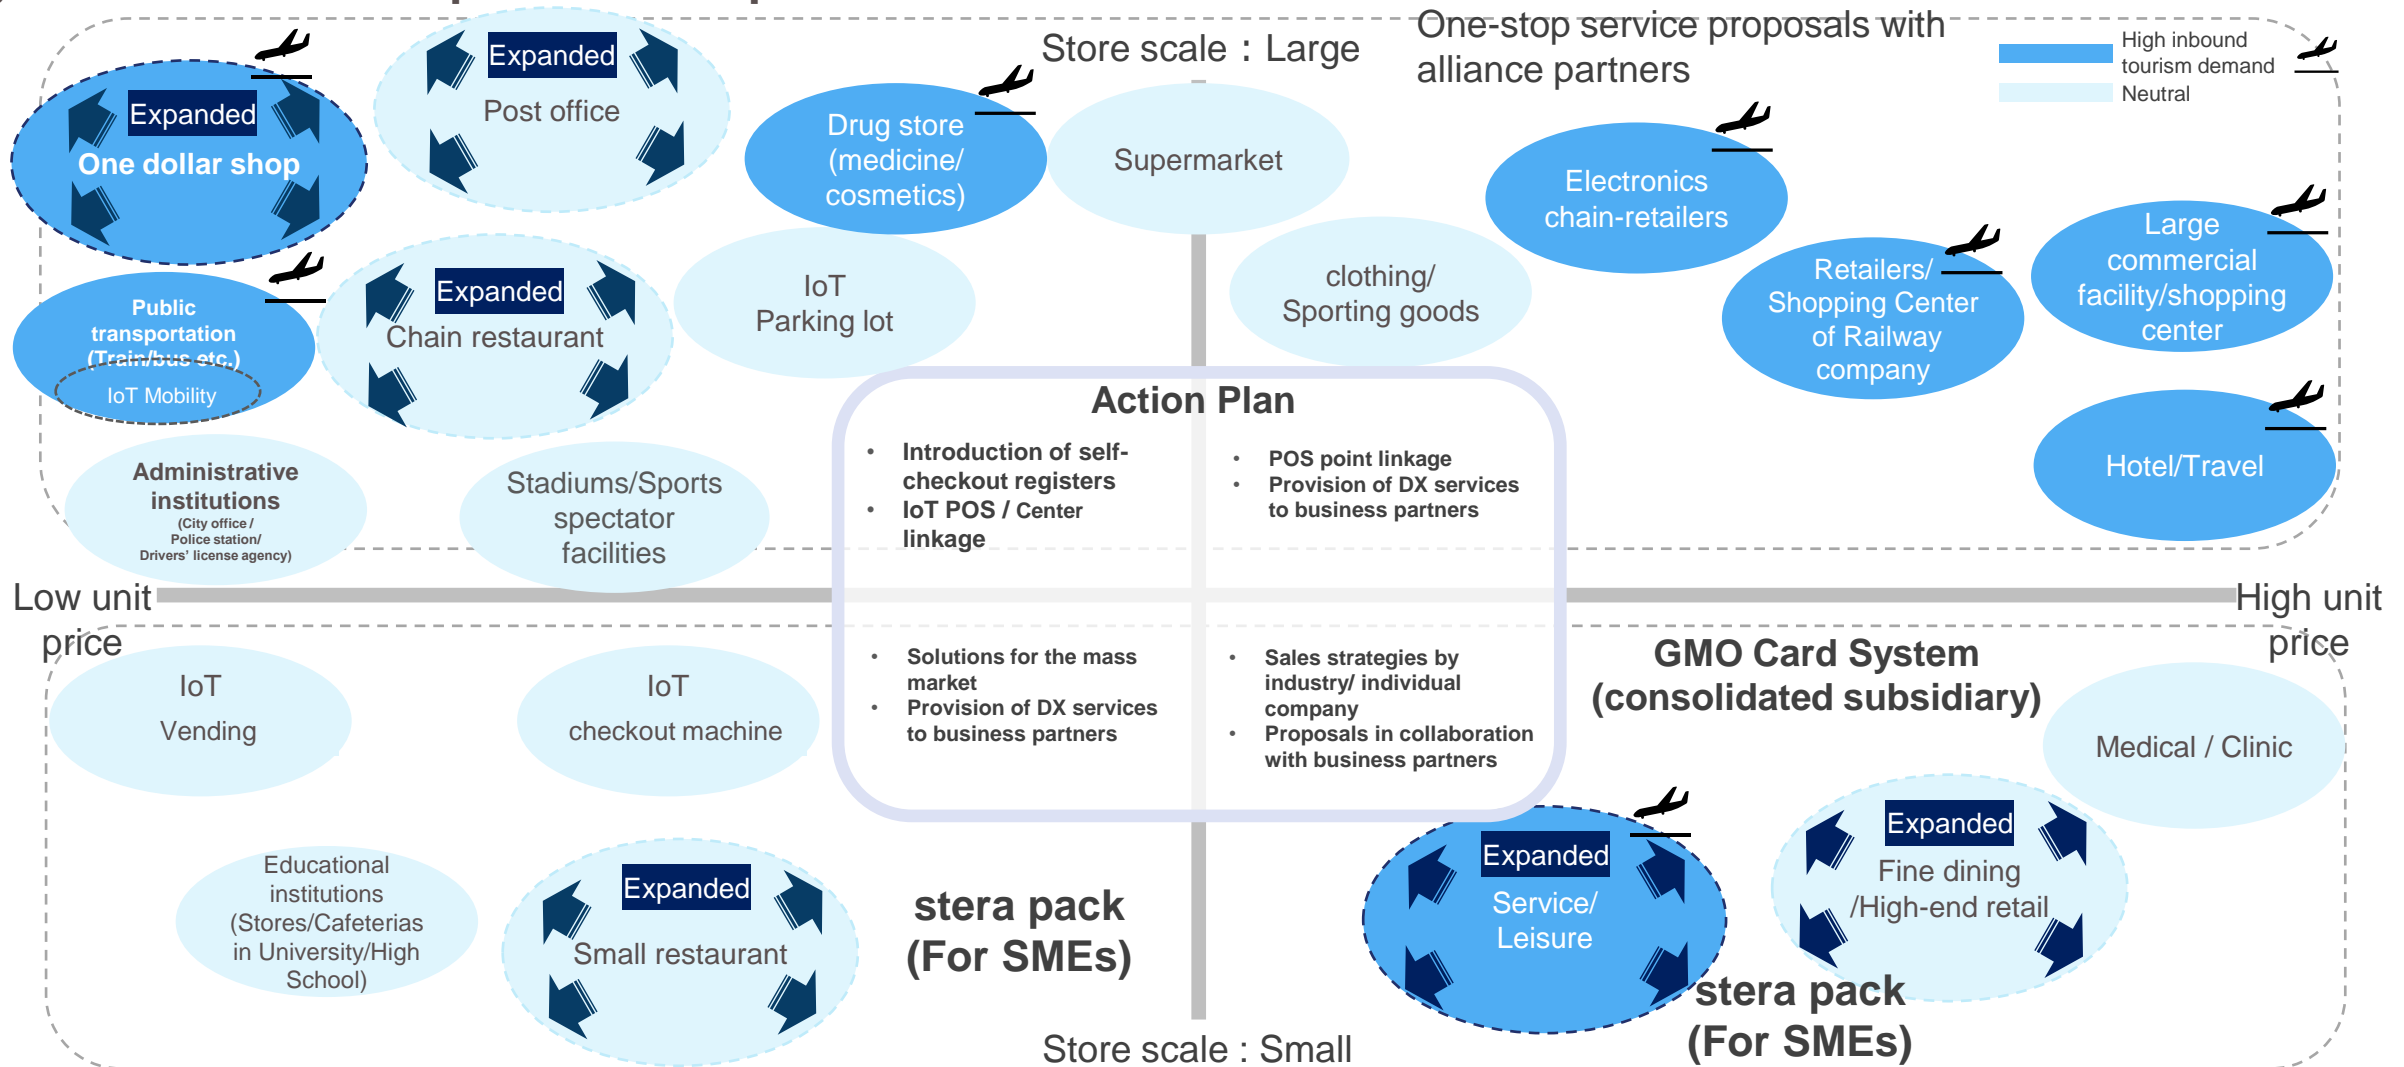 One-stop service proposals with
alliance partners
High inbound
tourism demand
Neutral
Store scale : Large
Expanded
One dollar shop
Expanded
Post office
Drug store
(medicine/
cosmetics)
Supermarket
Electronics
chain-retailers
Large
commercial
facility/shopping
center
Retailers/
Shopping Center
of Railway
company
clothing/
Sporting goods
IoT
Parking lot
Expanded
Chain restaurant
Public
transportation
(Train/bus etc.)
IoT Mobility
Hotel/Travel
Administrative
institutions
(City office /
Police station/
Drivers' license agency)
Stadiums/Sports
spectator
facilities
Action Plan
• Introduction of self-
checkout registers
• IoT POS / Center
linkage
• POS point linkage
• Provision of DX services
to business partners
Low unit
price
High unit
price
• Solutions for the mass
market
• Provision of DX services
to business partners
• Sales strategies by
industry/ individual
company
• Proposals in collaboration
with business partners
GMO Card System
(consolidated subsidiary)
IoT
Vending
IoT
checkout machine
Medical / Clinic
Educational
institutions
(Stores/Cafeterias
in University/High
School)
Expanded
Small restaurant
stera pack
(For SMEs)
Expanded
Service/
Leisure
Expanded
Fine dining
/High-end retail
stera pack
(For SMEs)
Store scale : Small